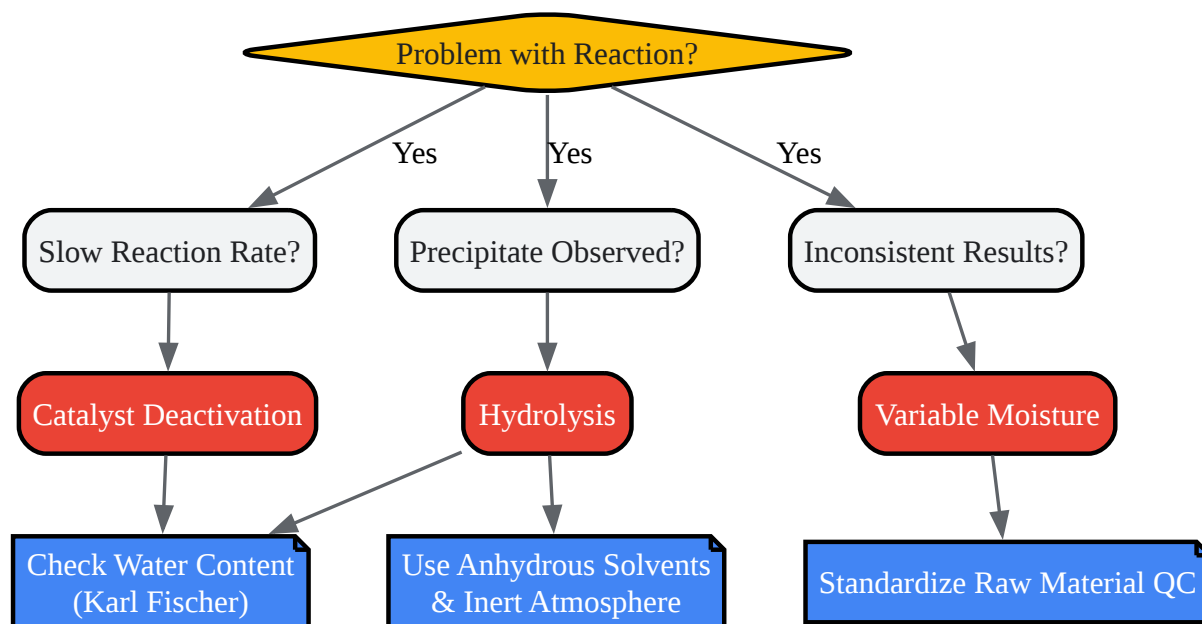 Problem with Reaction?
Yes
Yes
Yes
Slow Reaction Rate?
Precipitate Observed?
Inconsistent Results?
Catalyst Deactivation
Hydrolysis
Variable Moisture
Check Water Content
(Karl Fischer)
Use Anhydrous Solvents
& Inert Atmosphere
Standardize Raw Material QC